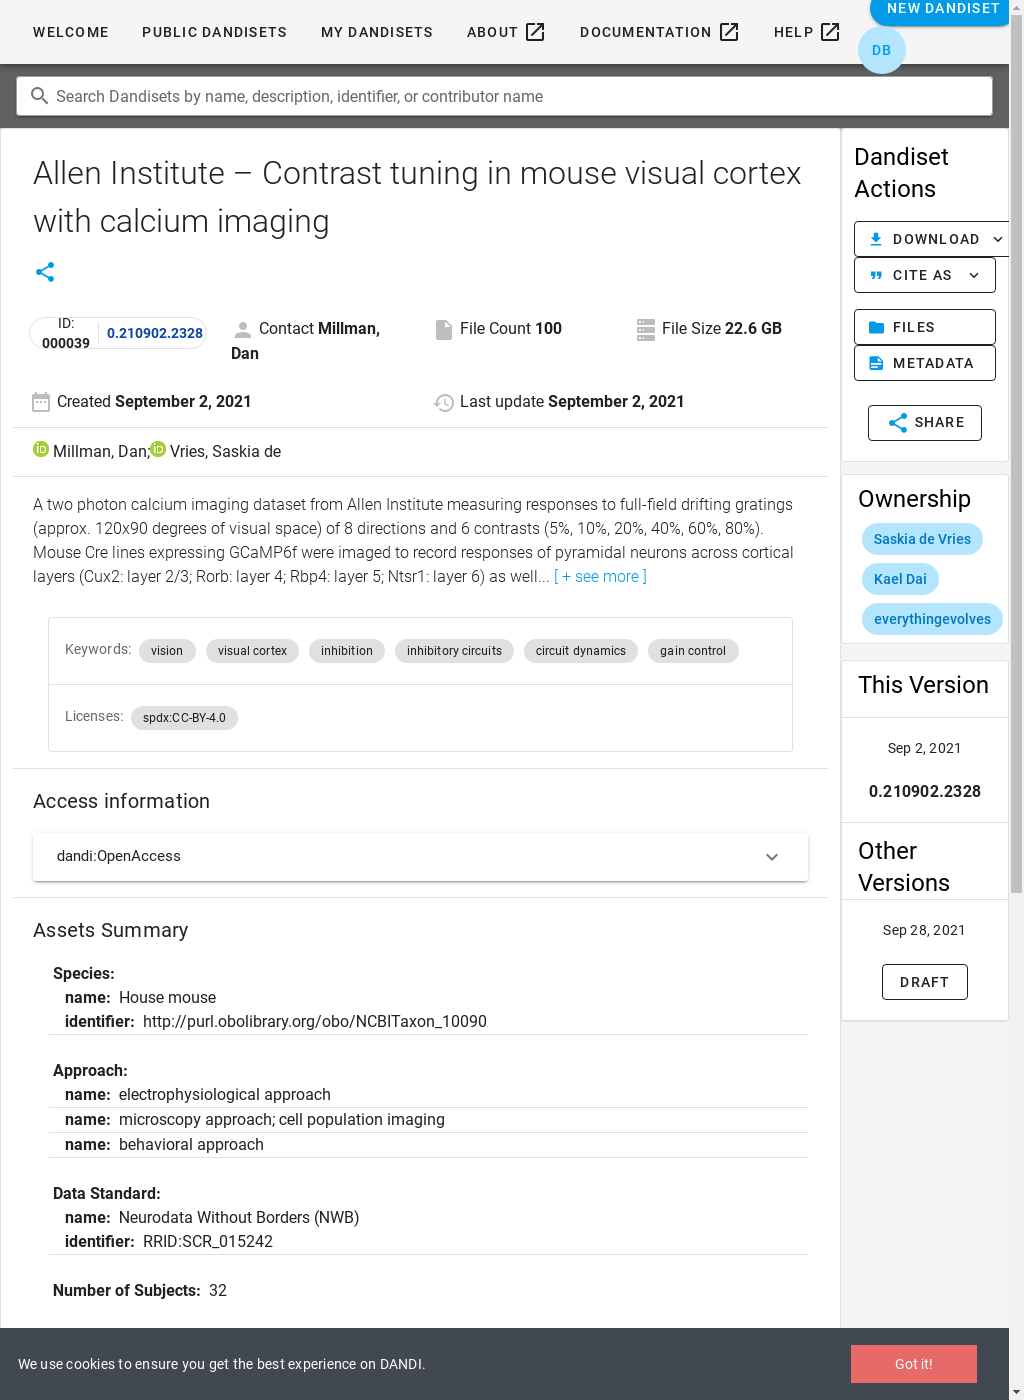 WELCOME PUBLIC DANDISETS MY DANDISETS ABOUT DOCUMENTATION HELP NEW DANDISET
DB
Search Dandisets by name, description, identifier, or contributor name
Allen Institute – Contrast tuning in mouse visual cortex
with calcium imaging
ID:
000039
0.210902.2328
Contact Millman,
Dan
File Count 100
File Size 22.6 GB
Created September 2, 2021
Last update September 2, 2021
Millman, Dan; Vries, Saskia de
A two photon calcium imaging dataset from Allen Institute measuring responses to full-field drifting gratings
(approx. 120x90 degrees of visual space) of 8 directions and 6 contrasts (5%, 10%, 20%, 40%, 60%, 80%).
Mouse Cre lines expressing GCaMP6f were imaged to record responses of pyramidal neurons across cortical
layers (Cux2: layer 2/3; Rorb: layer 4; Rbp4: layer 5; Ntsr1: layer 6) as well... [ + see more ]
Keywords: vision visual cortex inhibition inhibitory circuits circuit dynamics gain control
Licenses: spdx:CC-BY-4.0
Access information
dandi:OpenAccess
Assets Summary
Species:
name: House mouse
identifier: http://purl.obolibrary.org/obo/NCBITaxon_10090
Approach:
name: electrophysiological approach
name: microscopy approach; cell population imaging
name: behavioral approach
Data Standard:
name: Neurodata Without Borders (NWB)
identifier: RRID:SCR_015242
Number of Subjects: 32
Dandiset
Actions
DOWNLOAD
CITE AS
FILES
METADATA
SHARE
Ownership
Saskia de Vries
Kael Dai
everythingevolves
This Version
Sep 2, 2021
0.210902.2328
Other
Versions
Sep 28, 2021
DRAFT
We use cookies to ensure you get the best experience on DANDI.
Got it!